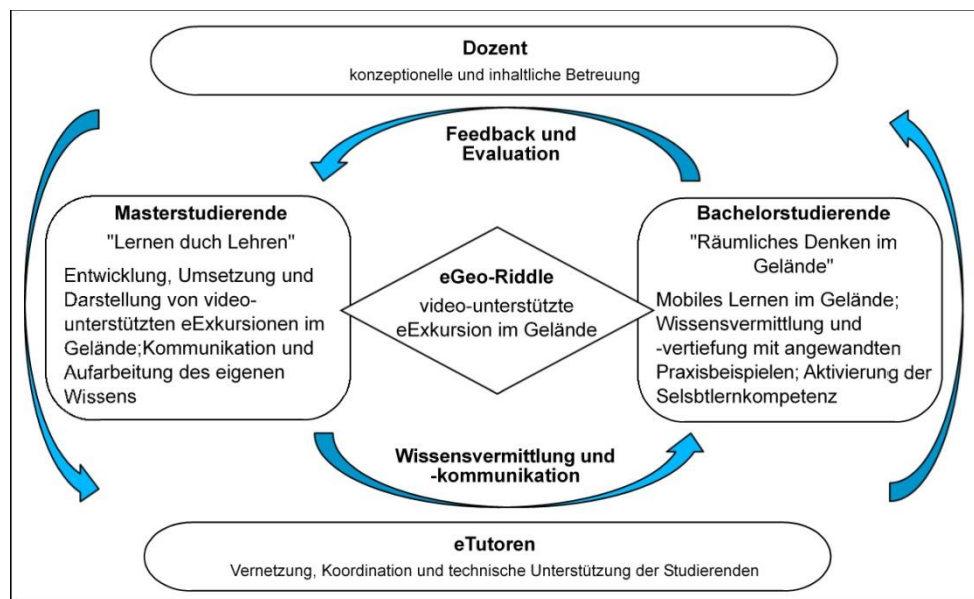 Dozent
konzeptionelle und inhaltliche Betreuung
Feedback und
Evaluation
Masterstudierende
"Lernen duch Lehren"
Entwicklung, Umsetzung und
Darstellung von video-
unterstützten eExkursionen im
Gelände;Kommunikation und
Aufarbeitung des eigenen
Wissens
eGeo-Riddle
video-unterstützte
eExkursion im Gelände
Bachelorstudierende
"Räumliches Denken im
Gelände"
Mobiles Lernen im Gelände;
Wissensvermittlung und
-vertiefung mit angewandten
Praxisbeispielen; Aktivierung der
Selsbtlernkompetenz
Wissensvermittlung und
-kommunikation
eTutoren
Vernetzung, Koordination und technische Unterstützung der Studierenden